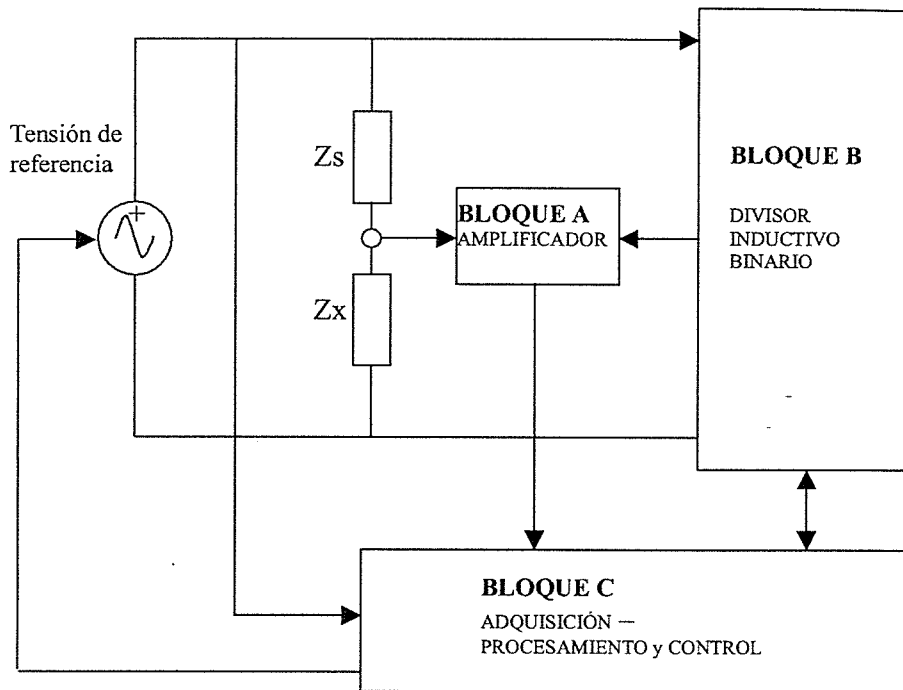 Tensión de
referencia
Zs
Zx
BLOQUE A
AMPLIFICADOR
BLOQUE B
DIVISOR
INDUCTIVO
BINARIO
BLOQUE C
ADQUISICIÓN —
PROCESAMIENTO y CONTROL